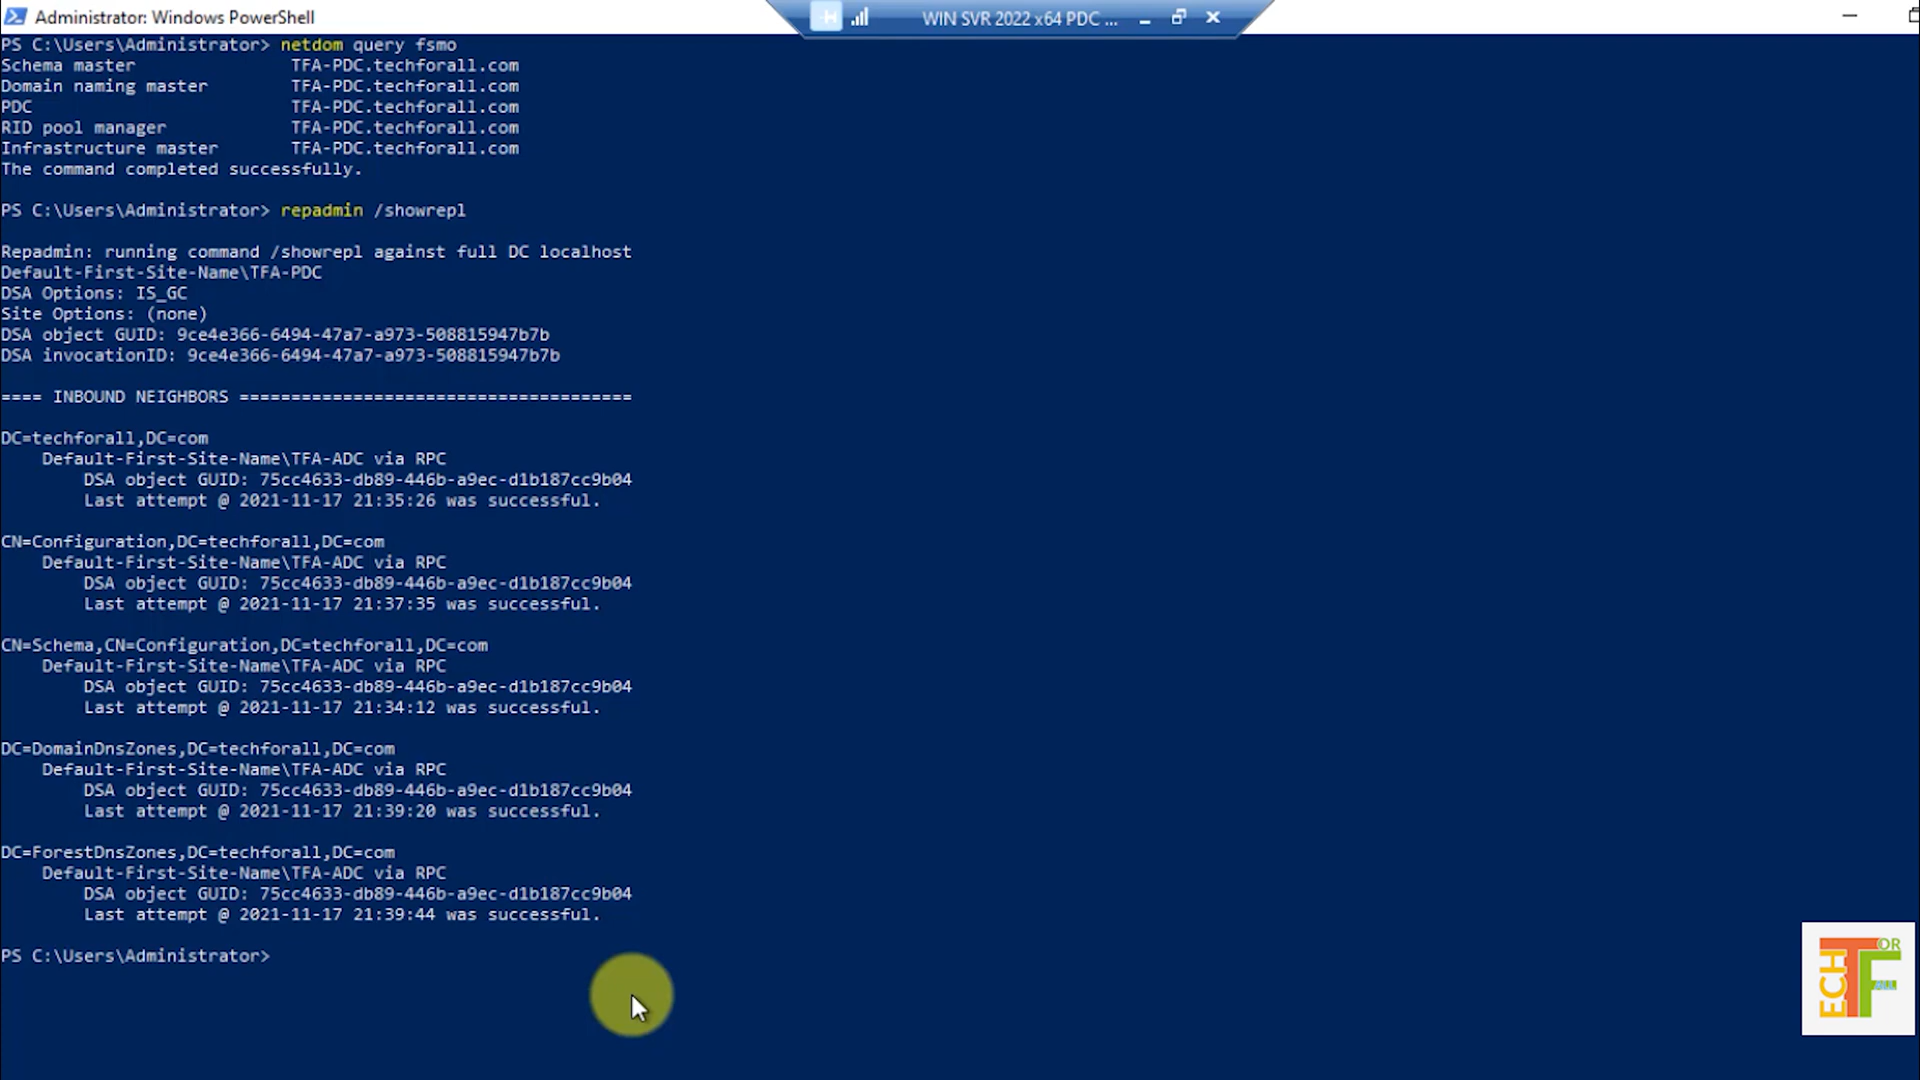 Administrator: Windows PowerShell
WIN SVR 2022 x64 PDC ...
PS C:\Users\Administrator> netdom query fsmo
Schema master               TFA-PDC.techforall.com
Domain naming master        TFA-PDC.techforall.com
PDC                         TFA-PDC.techforall.com
RID pool manager            TFA-PDC.techforall.com
Infrastructure master       TFA-PDC.techforall.com
The command completed successfully.
PS C:\Users\Administrator> repadmin /showrepl
Repadmin: running command /showrepl against full DC localhost
Default-First-Site-Name\TFA-PDC
DSA Options: IS_GC
Site Options: (none)
DSA object GUID: 9ce4e366-6494-47a7-a973-508815947b7b
DSA invocationID: 9ce4e366-6494-47a7-a973-508815947b7b
==== INBOUND NEIGHBORS ======================================
DC=techforall,DC=com
    Default-First-Site-Name\TFA-ADC via RPC
        DSA object GUID: 75cc4633-db89-446b-a9ec-d1b187cc9b04
        Last attempt @ 2021-11-17 21:35:26 was successful.
CN=Configuration,DC=techforall,DC=com
    Default-First-Site-Name\TFA-ADC via RPC
        DSA object GUID: 75cc4633-db89-446b-a9ec-d1b187cc9b04
        Last attempt @ 2021-11-17 21:37:35 was successful.
CN=Schema,CN=Configuration,DC=techforall,DC=com
    Default-First-Site-Name\TFA-ADC via RPC
        DSA object GUID: 75cc4633-db89-446b-a9ec-d1b187cc9b04
        Last attempt @ 2021-11-17 21:34:12 was successful.
DC=DomainDnsZones,DC=techforall,DC=com
    Default-First-Site-Name\TFA-ADC via RPC
        DSA object GUID: 75cc4633-db89-446b-a9ec-d1b187cc9b04
        Last attempt @ 2021-11-17 21:39:20 was successful.
DC=ForestDnsZones,DC=techforall,DC=com
    Default-First-Site-Name\TFA-ADC via RPC
        DSA object GUID: 75cc4633-db89-446b-a9ec-d1b187cc9b04
        Last attempt @ 2021-11-17 21:39:44 was successful.
PS C:\Users\Administrator>
TECH FOR ALL